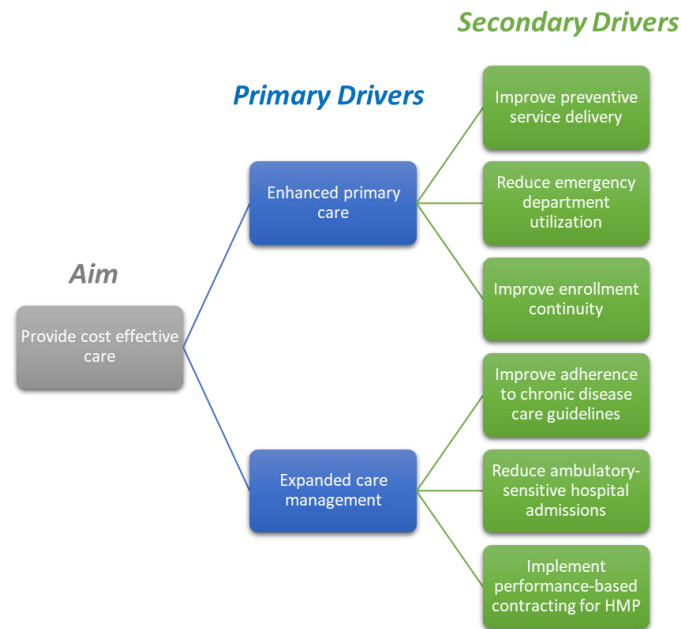 Secondary Drivers
Primary Drivers
Aim
Provide cost effective
care
Enhanced primary
care
Expanded care
management
Improve preventive
service delivery
Reduce emergency
department
utilization
Improve enrollment
continuity
Improve adherence
to chronic disease
care guidelines
Reduce ambulatory-
sensitive hospital
admissions
Implement
performance-based
contracting for HMP